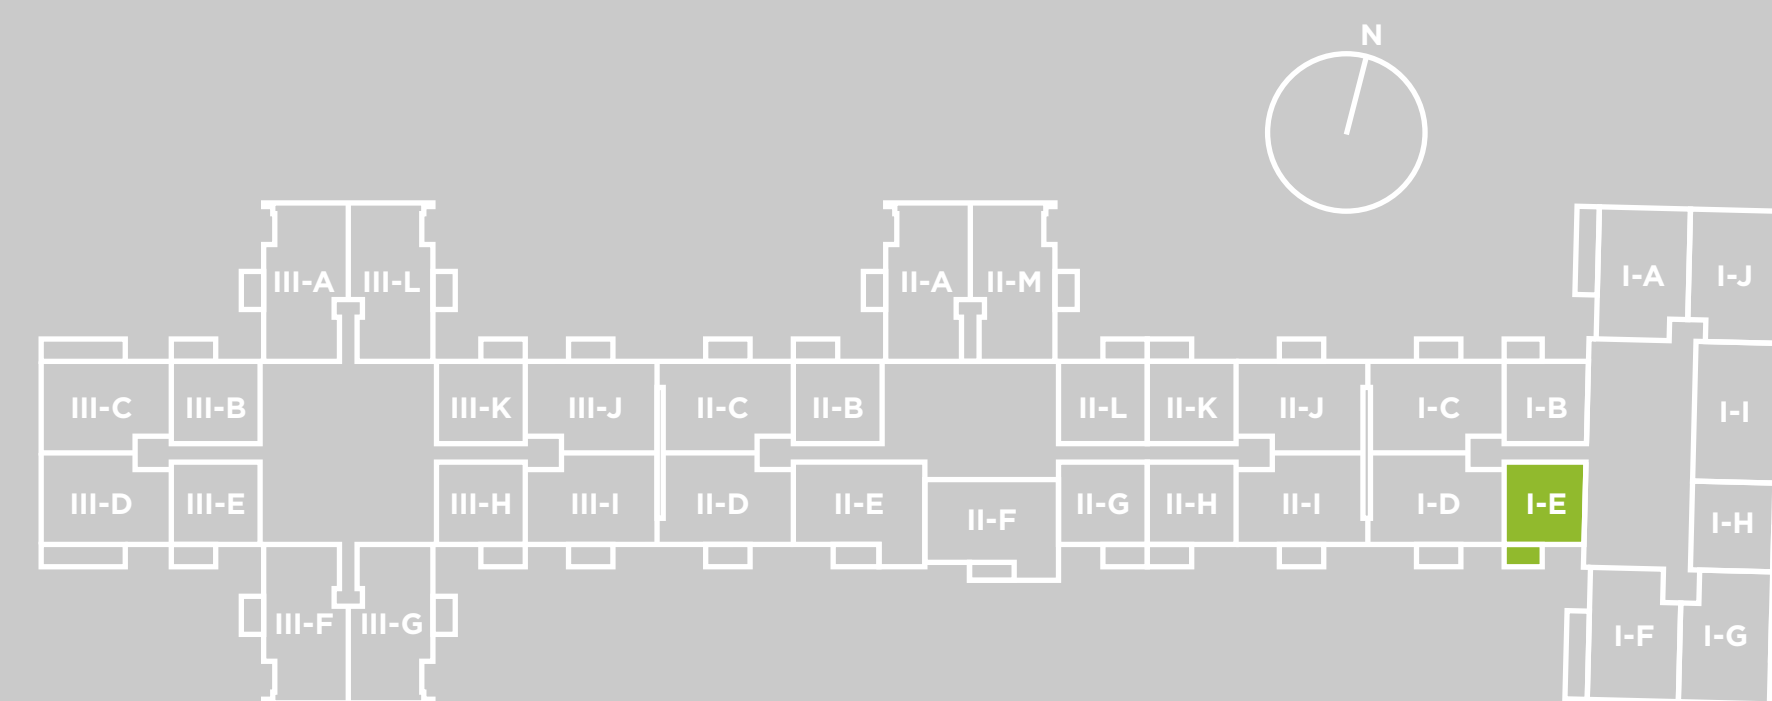 N
I-A I-J
III-A III-L II-A II-M
III-C III-B III-K III-J II-C II-B II-L II-K II-J I-C I-B I-I
III-D III-E III-H III-I II-D II-E II-F II-G II-H II-I I-D I-E I-H
III-F III-G I-F I-G